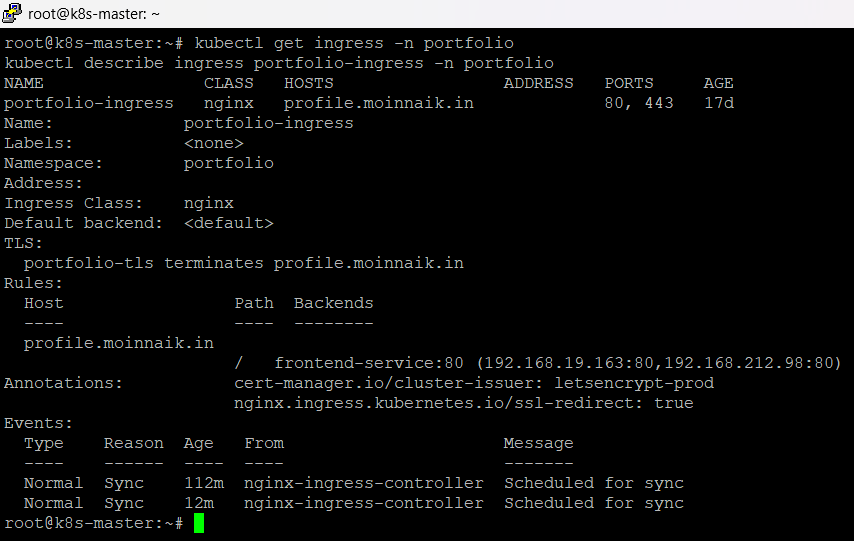 root@k8s-master: ~
root@k8s-master:~# kubectl get ingress -n portfolio
kubectl describe ingress portfolio-ingress -n portfolio
NAME                CLASS   HOSTS                 ADDRESS   PORTS     AGE
portfolio-ingress   nginx   profile.moinnaik.in             80, 443   17d
Name:             portfolio-ingress
Labels:           <none>
Namespace:        portfolio
Address:
Ingress Class:    nginx
Default backend:  <default>
TLS:
  portfolio-tls terminates profile.moinnaik.in
Rules:
  Host                 Path  Backends
  ----                 ----  --------
  profile.moinnaik.in
                       /   frontend-service:80 (192.168.19.163:80,192.168.212.98:80)
Annotations:           cert-manager.io/cluster-issuer: letsencrypt-prod
                       nginx.ingress.kubernetes.io/ssl-redirect: true
Events:
  Type    Reason  Age   From                      Message
  ----    ------  ----  ----                      -------
  Normal  Sync    112m  nginx-ingress-controller  Scheduled for sync
  Normal  Sync    12m   nginx-ingress-controller  Scheduled for sync
root@k8s-master:~#